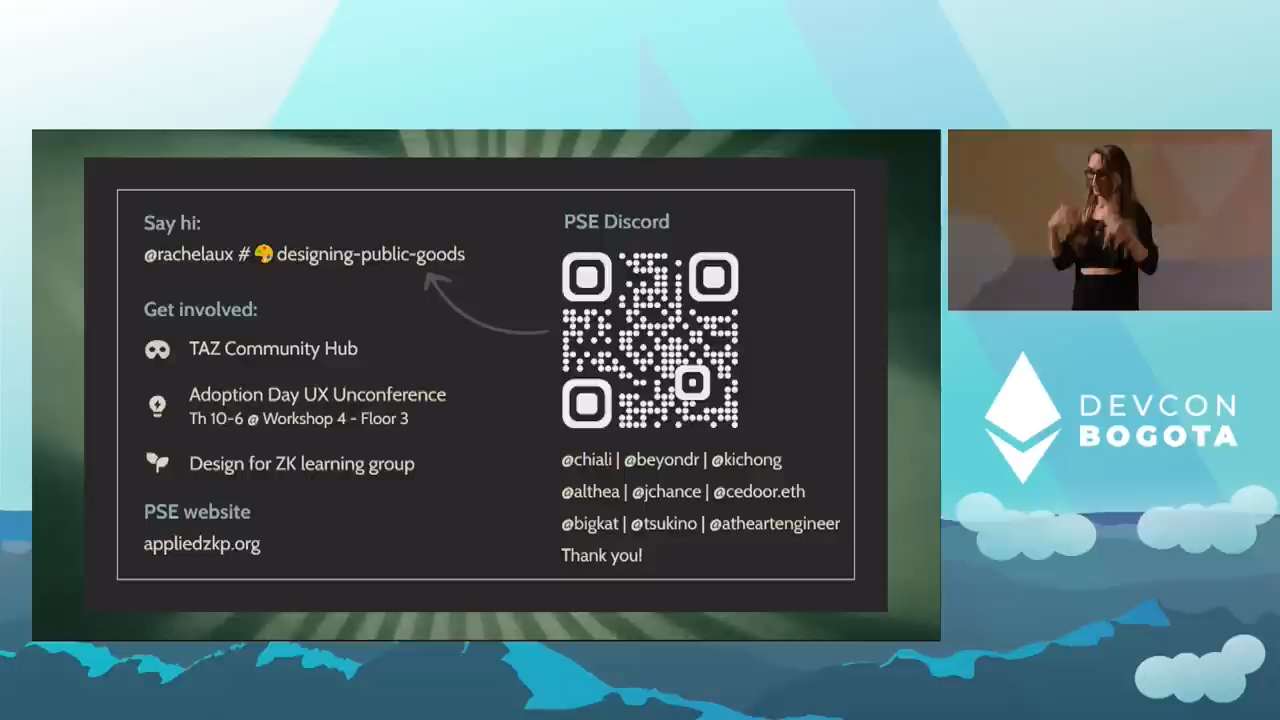 Say hi:
@rachelaux # 🎨 designing-public-goods
Get involved:
TAZ Community Hub
Adoption Day UX Unconference
Th 10-6 @ Workshop 4 - Floor 3
Design for ZK learning group
PSE website
appliedzkp.org
PSE Discord
@chiali | @beyondr | @kichong
@althea | @jchance | @cedoor.eth
@bigkat | @tsukino | @atheartengineer
Thank you!
DEVCON
BOGOTA